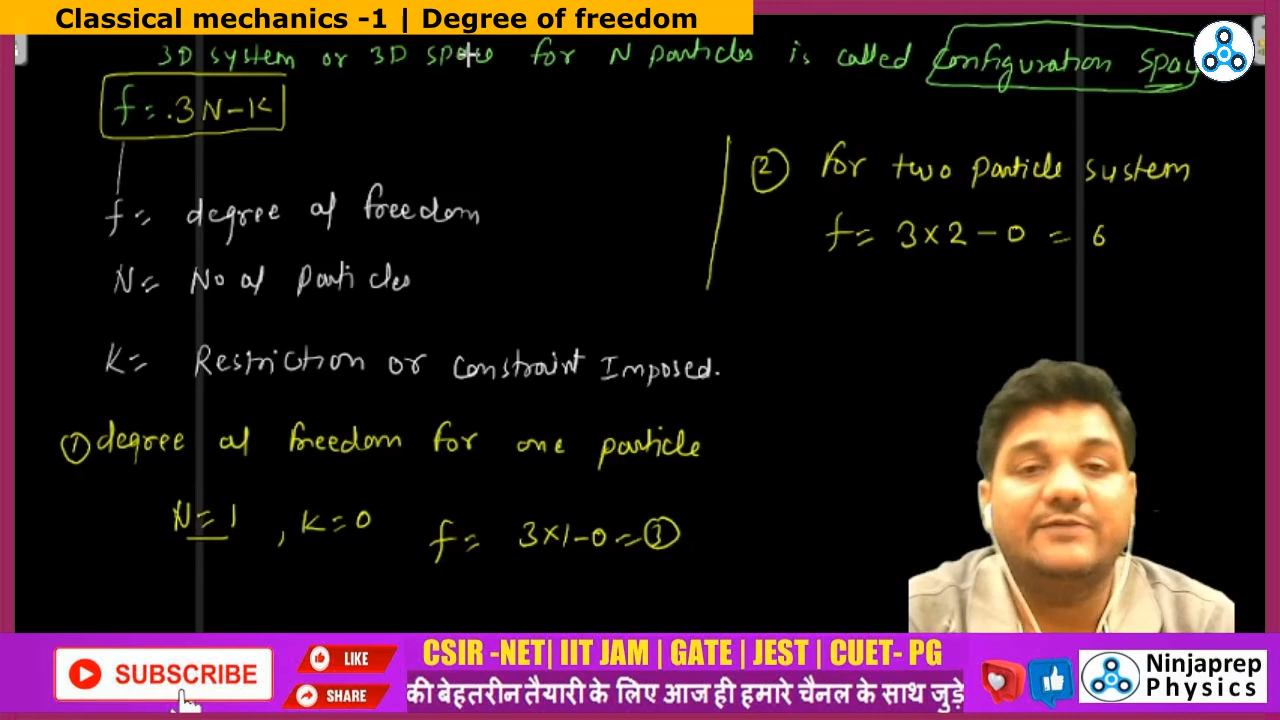 Classical mechanics -1 | Degree of freedom
3D system or 3D space for N particles is called Configuration Space
f = 3N-K
f = degree of freedom
N = No of particles
K = Restriction or constraint Imposed.
① degree of freedom for one particle
N = 1 , K = 0 f = 3×1-0 = ③
② for two particle system
f = 3×2-0 = 6
SUBSCRIBE
LIKE
SHARE
CSIR -NET| IIT JAM | GATE | JEST | CUET- PG
की बेहतरीन तैयारी के लिए आज ही हमारे चैनल के साथ जुड़े
Ninjaprep
Physics